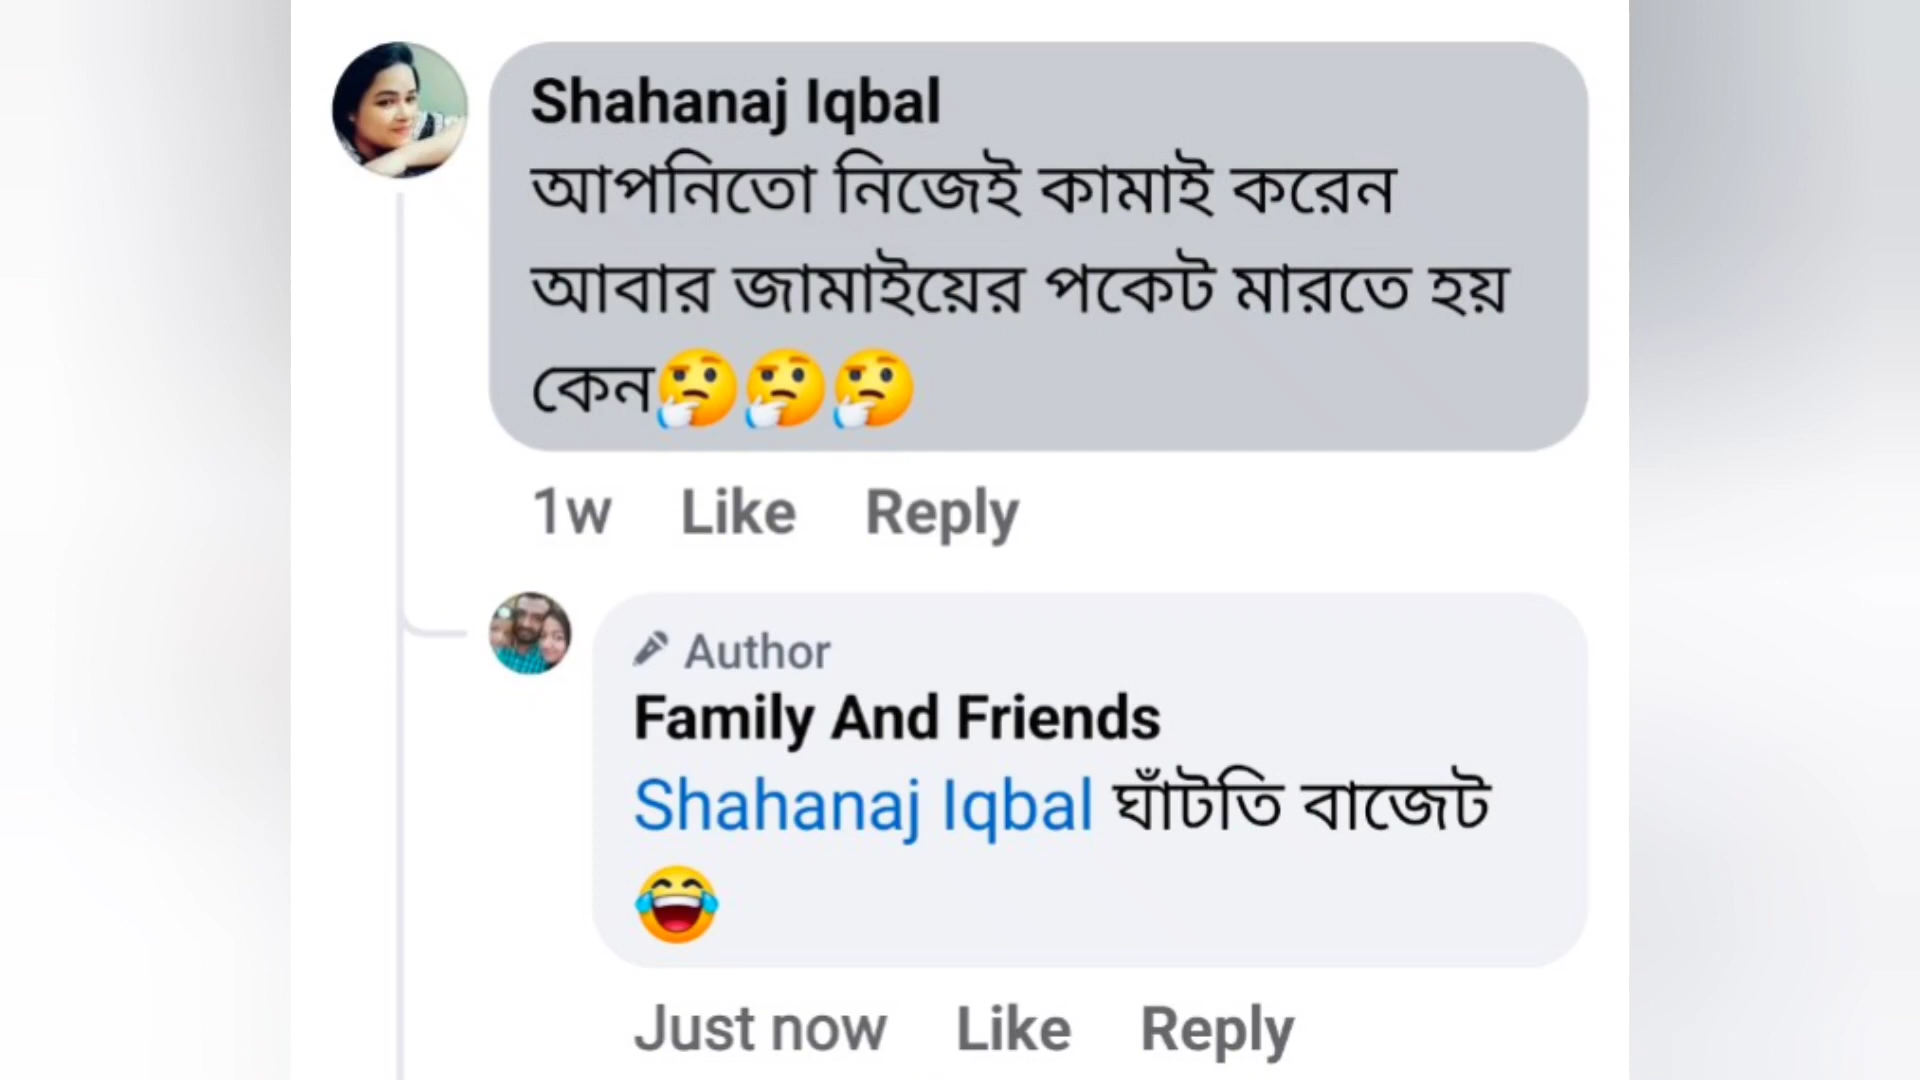 Shahanaj Iqbal
আপনিতো নিজেই কামাই করেন
আবার জামাইয়ের পকেট মারতে হয়
কেন🤔🤔🤔
1w Like Reply
Author
Family And Friends
Shahanaj Iqbal ঘাঁটতি বাজেট
😂
Just now Like Reply